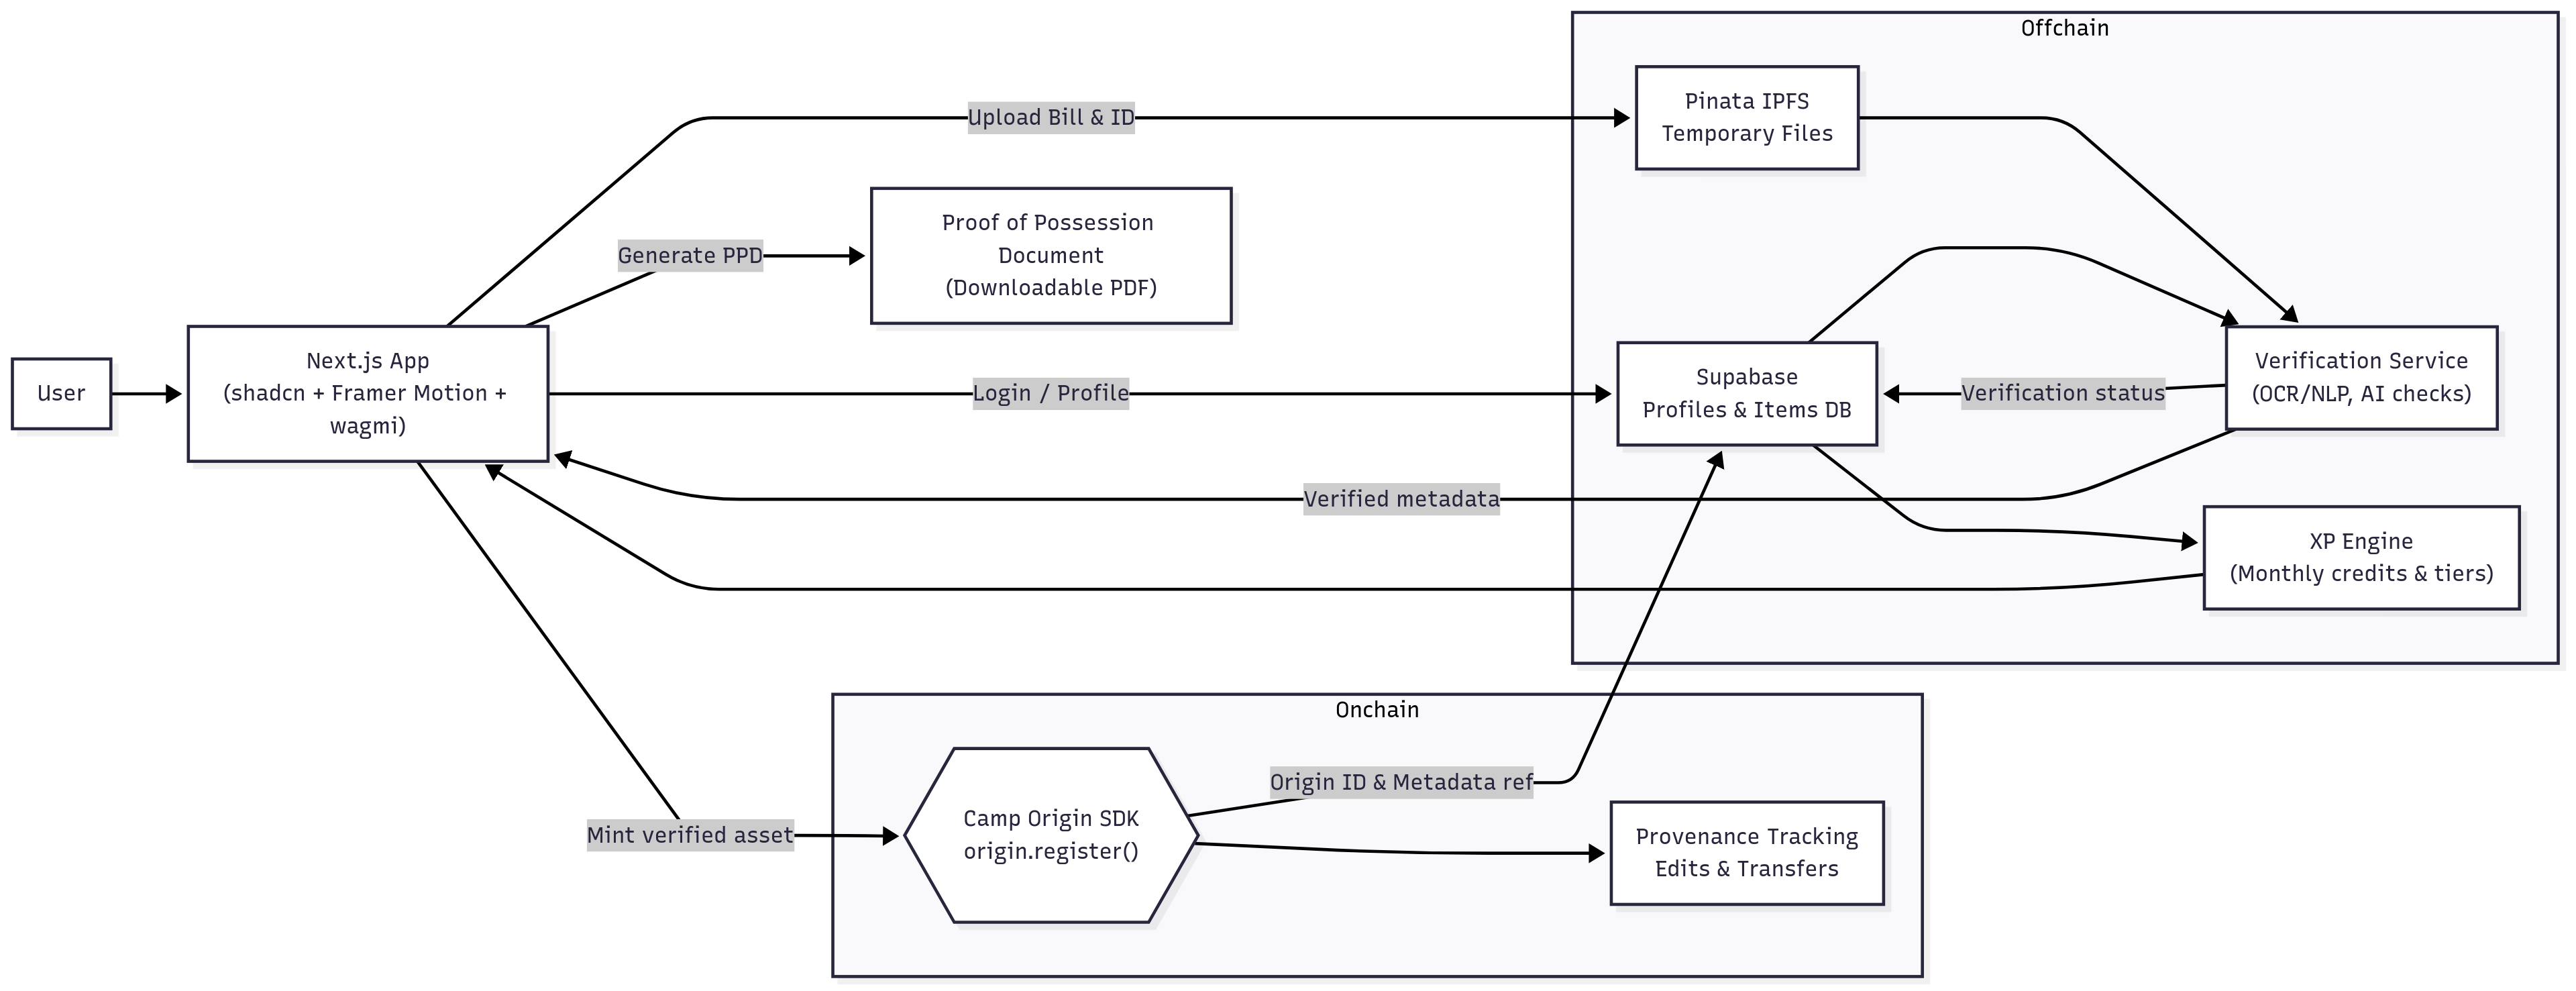 Offchain
Pinata IPFS
Temporary Files
Upload Bill & ID
Proof of Possession
Document
(Downloadable PDF)
Generate PPD
User
Next.js App
(shadcn + Framer Motion +
wagmi)
Login / Profile
Supabase
Profiles & Items DB
Verification status
Verification Service
(OCR/NLP, AI checks)
Verified metadata
XP Engine
(Monthly credits & tiers)
Onchain
Mint verified asset
Camp Origin SDK
origin.register()
Origin ID & Metadata ref
Provenance Tracking
Edits & Transfers